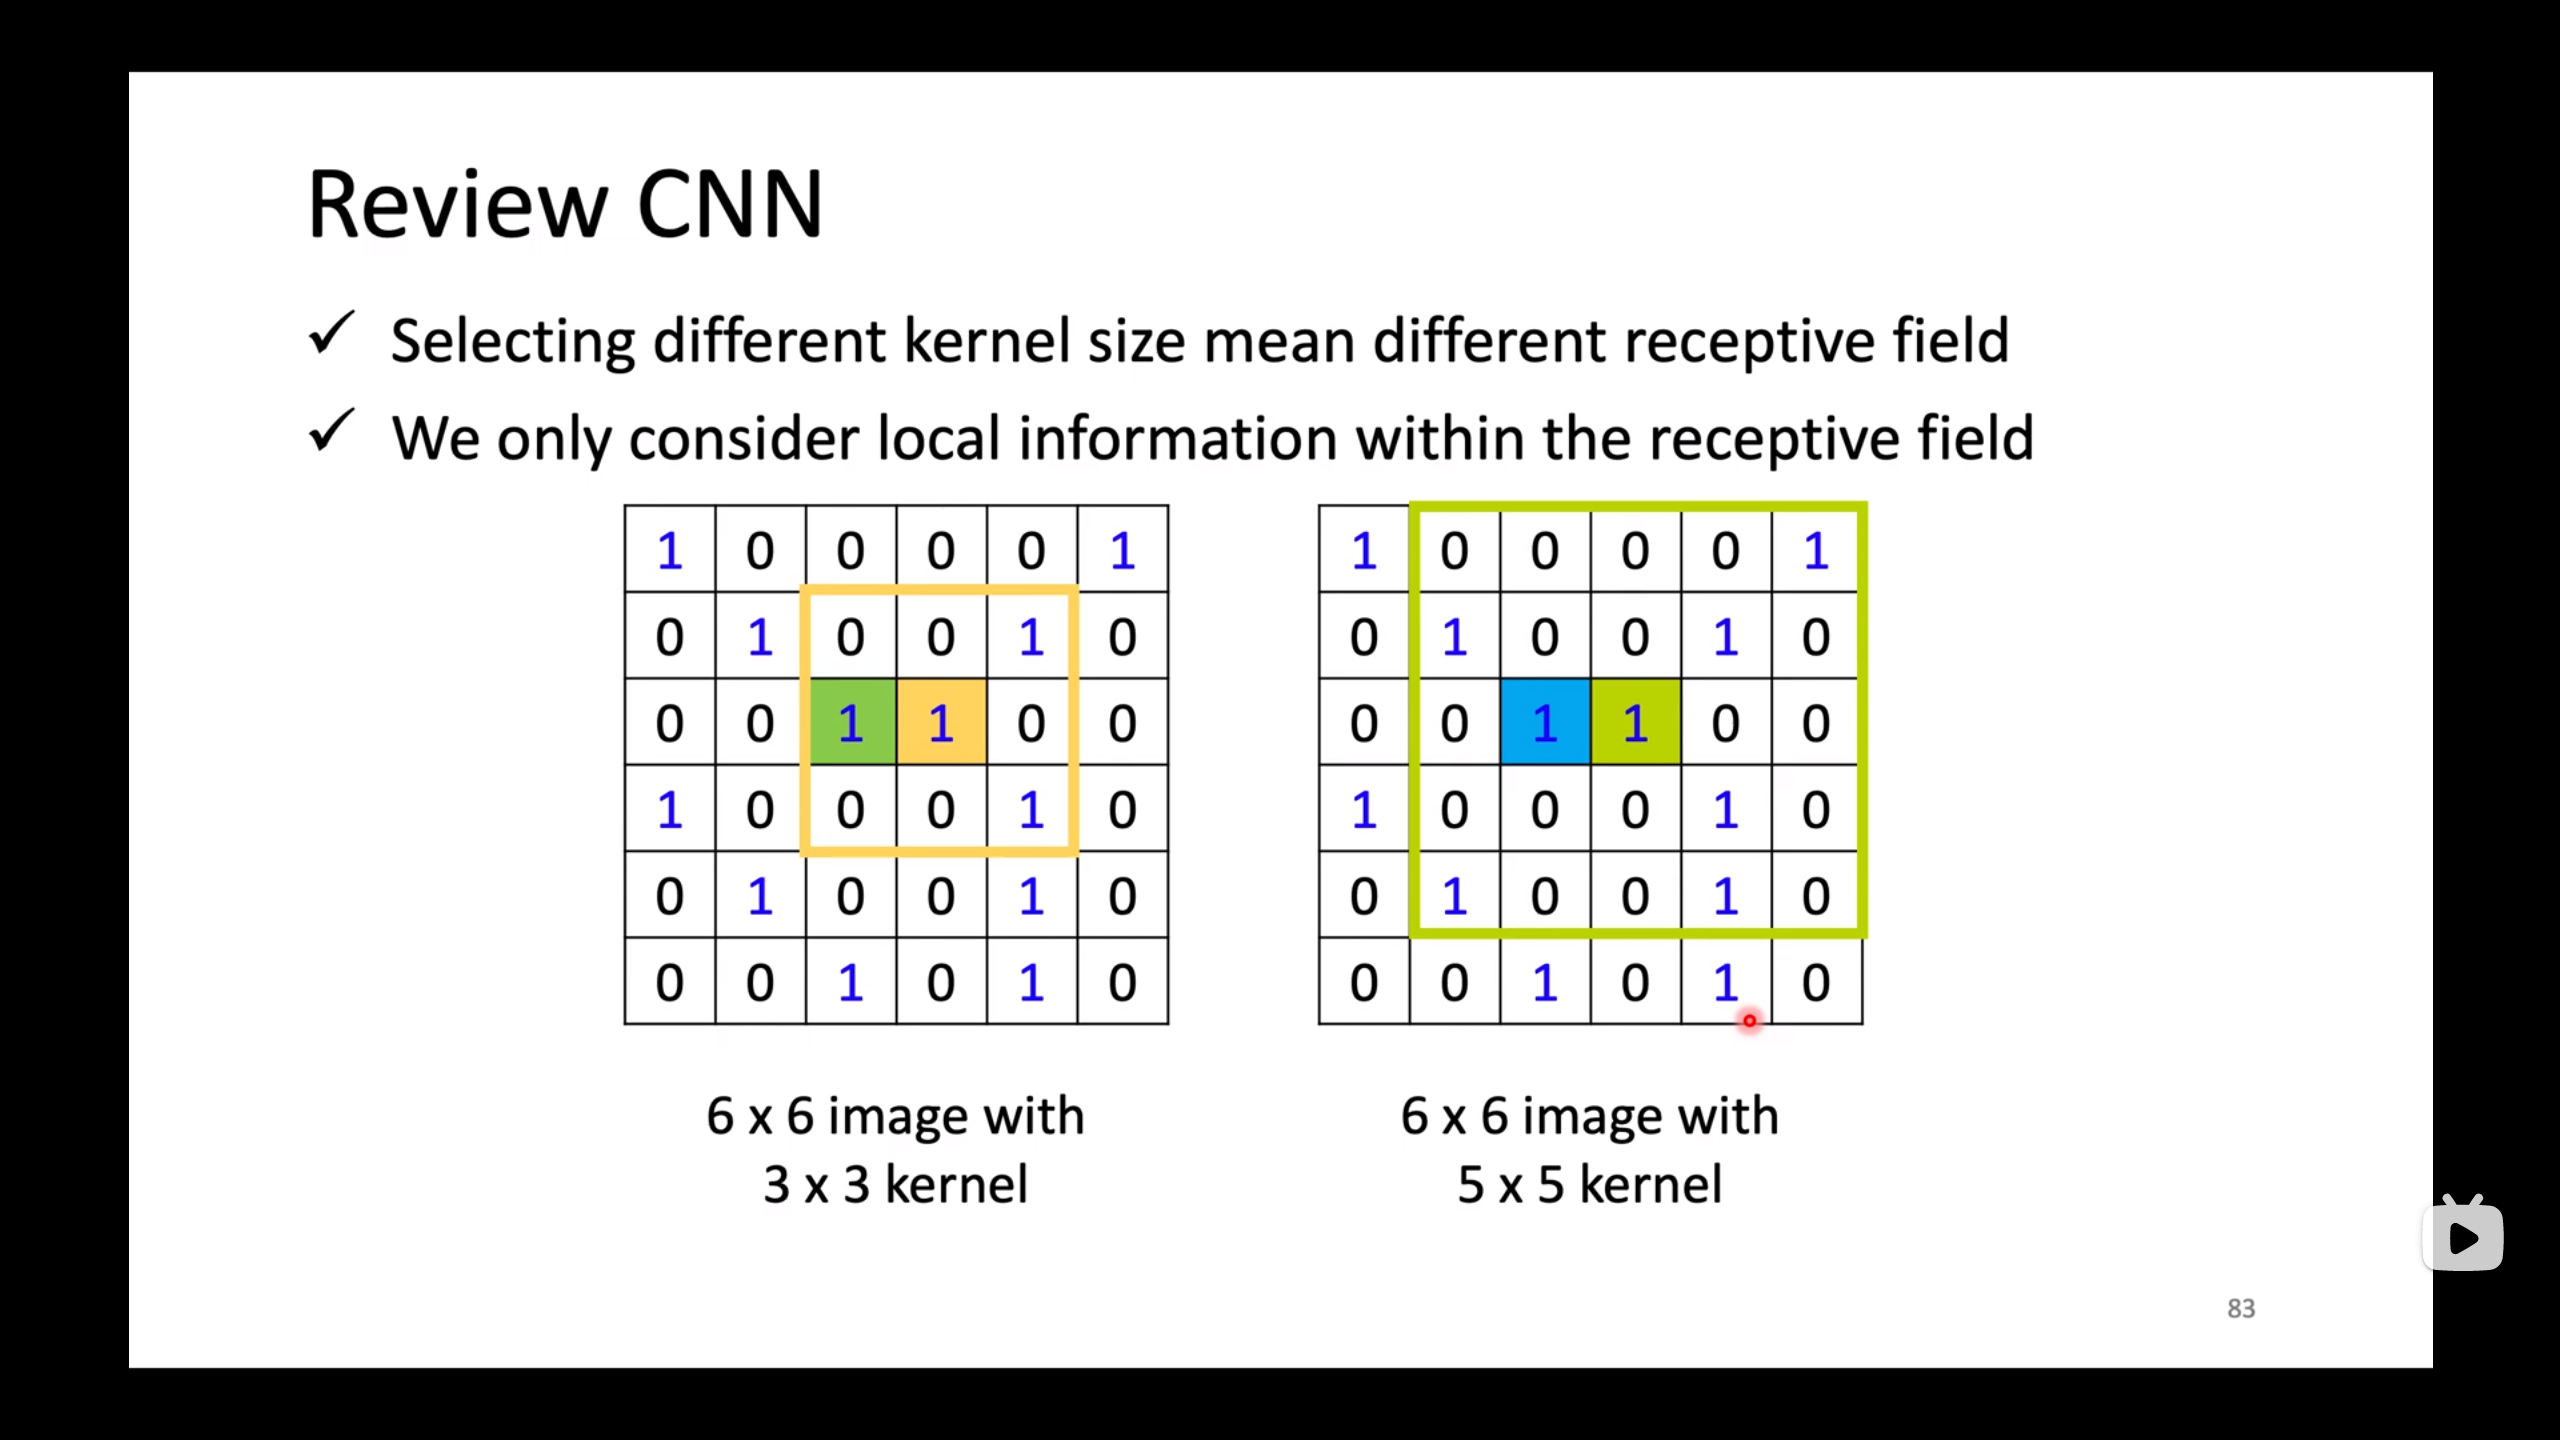 Review CNN
✓ Selecting different kernel size mean different receptive field
✓ We only consider local information within the receptive field
1 0 0 0 0 1
0 1 0 0 1 0
0 0 1 1 0 0
1 0 0 0 1 0
0 1 0 0 1 0
0 0 1 0 1 0
6 x 6 image with
3 x 3 kernel
1 0 0 0 0 1
0 1 0 0 1 0
0 0 1 1 0 0
1 0 0 0 1 0
0 1 0 0 1 0
0 0 1 0 1 0
6 x 6 image with
5 x 5 kernel
83